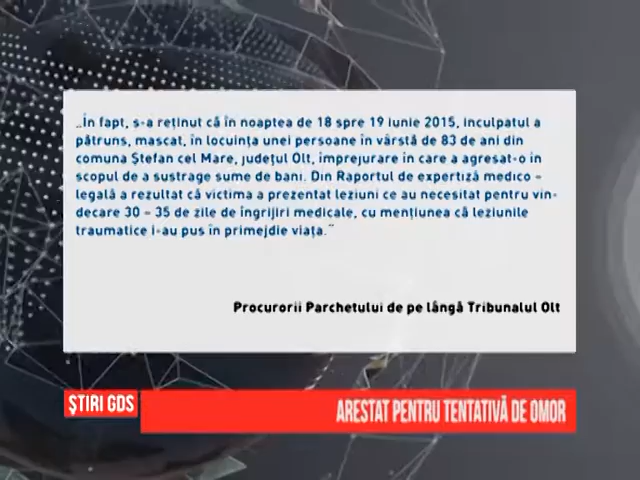 „În fapt, s-a reținut că în noaptea de 18 spre 19 iunie 2015, inculpatul a
pătruns, mascat, în locuința unei persoane în vârstă de 83 de ani din
comuna Ștefan cel Mare, județul Olt, împrejurare în care a agresat-o în
scopul de a sustrage sume de bani. Din Raportul de expertiză medico –
legală a rezultat că victima a prezentat leziuni ce au necesitat pentru vin-
decare 30 – 35 de zile de îngrijiri medicale, cu mențiunea că leziunile
traumatice i-au pus în primejdie viața.”
Procurorii Parchetului de pe lângă Tribunalul Olt
ȘTIRI GDS
ARESTAT PENTRU TENTATIVĂ DE OMOR